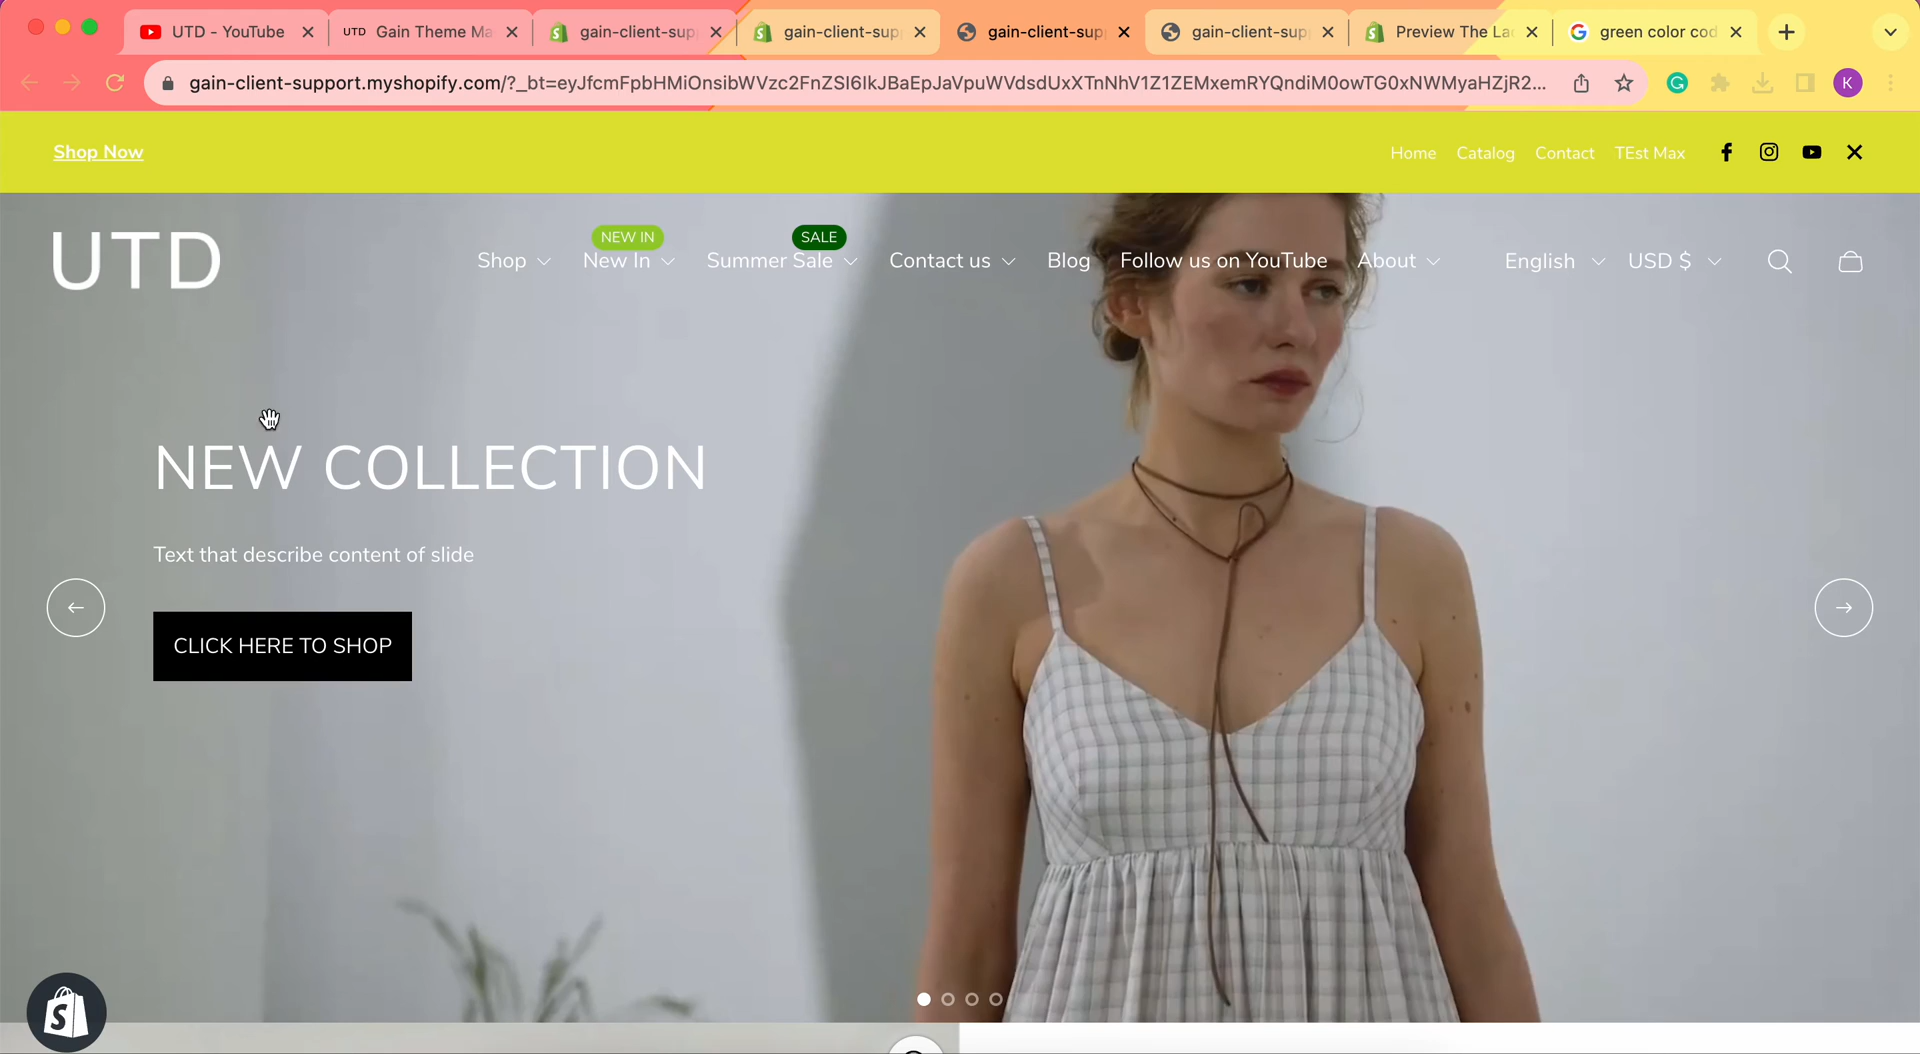 UTD - YouTube
UTD Gain Theme Ma
gain-client-sup
gain-client-sup
gain-client-sup
gain-client-sup
Preview The La
green color cod
gain-client-support.myshopify.com/?_bt=eyJfcmFpbHMiOnsibWVzc2FnZSI6IkJBaEpJaVpuWVdsdUxXTnNhV1Z1ZEMxemRYQndiM0owTG0xNWMyaHZjR2...
K
Shop Now
Home
Catalog
Contact
TEst Max
UTD
Shop
NEW IN
New In
SALE
Summer Sale
Contact us
Blog
Follow us on YouTube
About
English
USD $
NEW COLLECTION
Text that describe content of slide
CLICK HERE TO SHOP